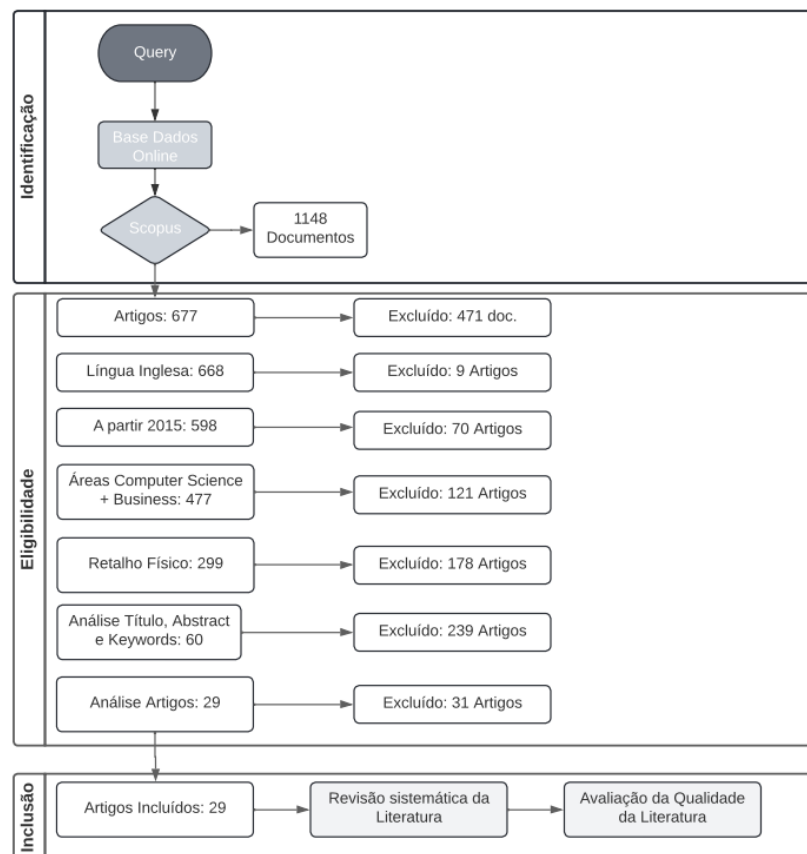 Identificação
Query
Base Dados
Online
Scopus
1148
Documentos
Eligibilidade
Artigos: 677
Excluído: 471 doc.
Língua Inglesa: 668
Excluído: 9 Artigos
A partir 2015: 598
Excluído: 70 Artigos
Áreas Computer Science
+ Business: 477
Excluído: 121 Artigos
Retalho Físico: 299
Excluído: 178 Artigos
Análise Título, Abstract
e Keywords: 60
Excluído: 239 Artigos
Análise Artigos: 29
Excluído: 31 Artigos
Inclusão
Artigos Incluídos: 29
Revisão sistemática da
Literatura
Avaliação da Qualidade
da Literatura